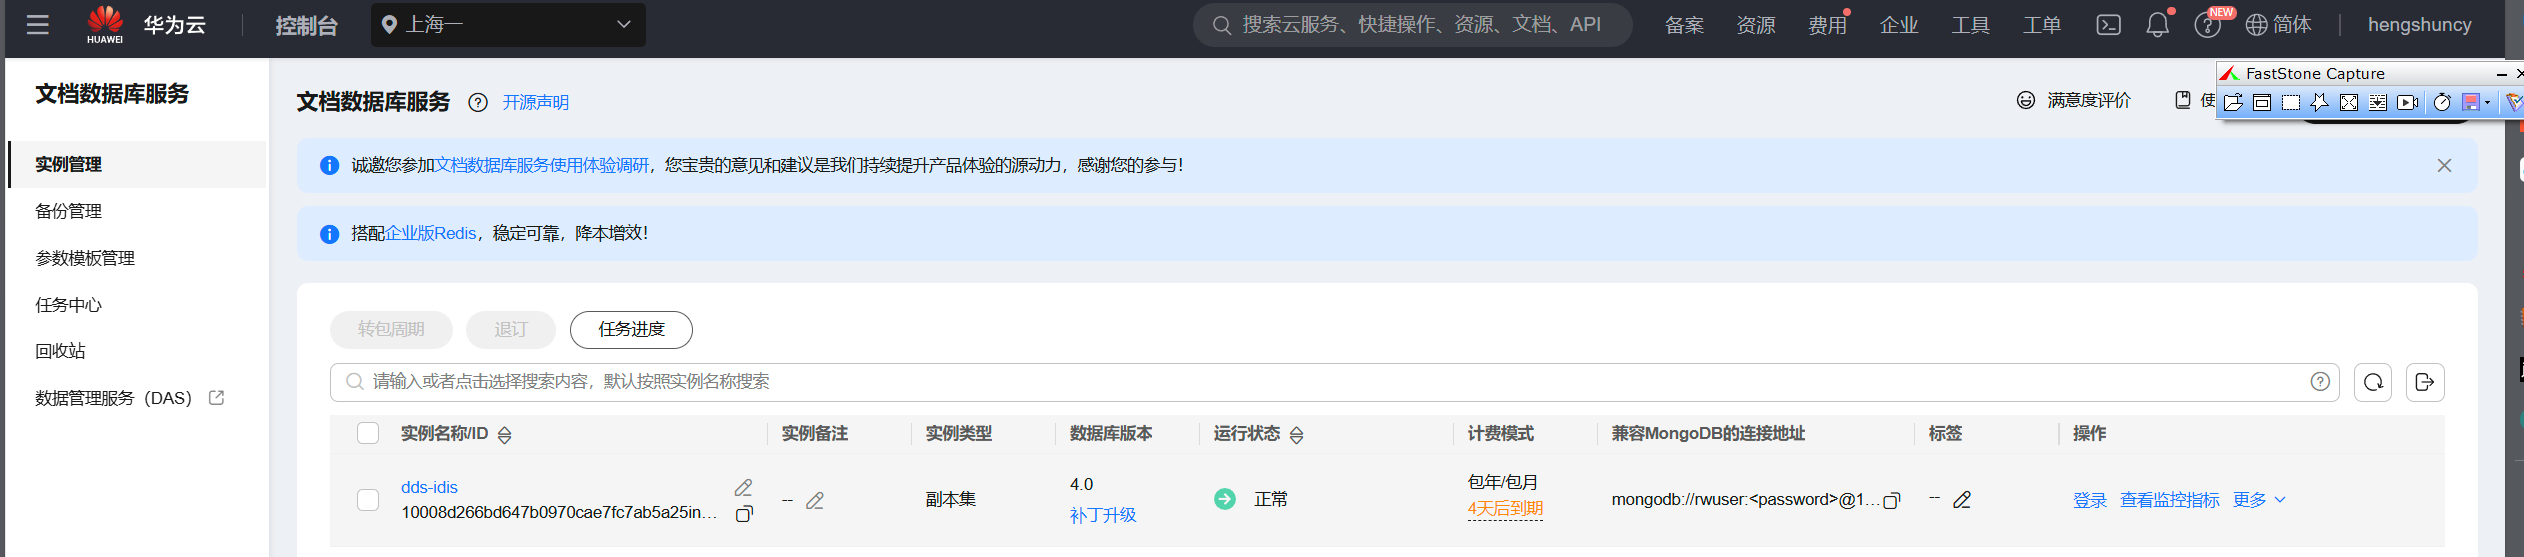 HUAWEI 华为云 控制台 上海一 搜索云服务、快捷操作、资源、文档、API 备案 资源 费用 企业 工具 工单 NEW 简体 hengshuncy
文档数据库服务
实例管理
备份管理
参数模板管理
任务中心
回收站
数据管理服务（DAS）
文档数据库服务 开源声明 满意度评价
FastStone Capture
诚邀您参加文档数据库服务使用体验调研，您宝贵的意见和建议是我们持续提升产品体验的源动力，感谢您的参与！
搭配企业版Redis，稳定可靠，降本增效！
转包周期 退订 任务进度
请输入或者点击选择搜索内容，默认按照实例名称搜索
实例名称/ID 实例备注 实例类型 数据库版本 运行状态 计费模式 兼容MongoDB的连接地址 标签 操作
dds-idis
10008d266bd647b0970cae7fc7ab5a25in...
--
副本集
4.0
补丁升级
正常
包年/包月
4天后到期
mongodb://rwuser:<password>@1...
--
登录 查看监控指标 更多